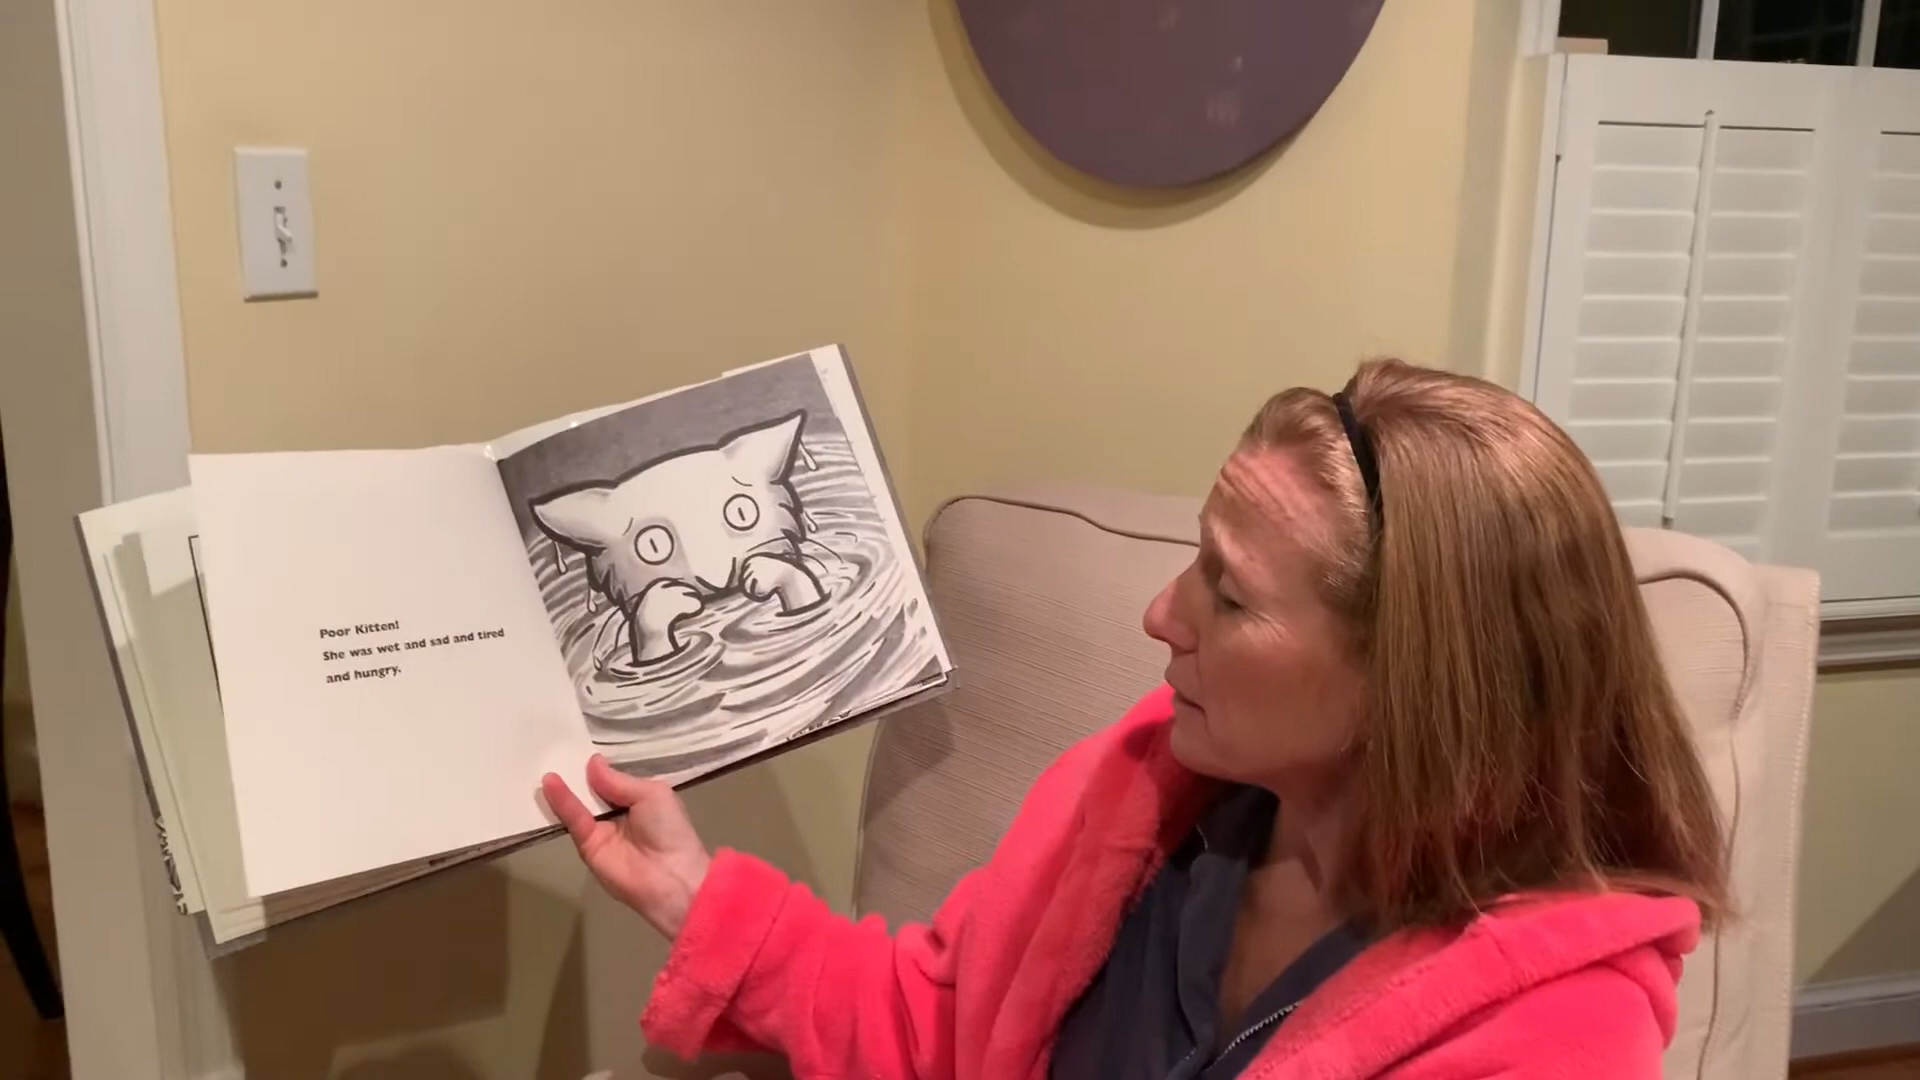 Poor Kitten!
She was wet and sad and tired
and hungry.